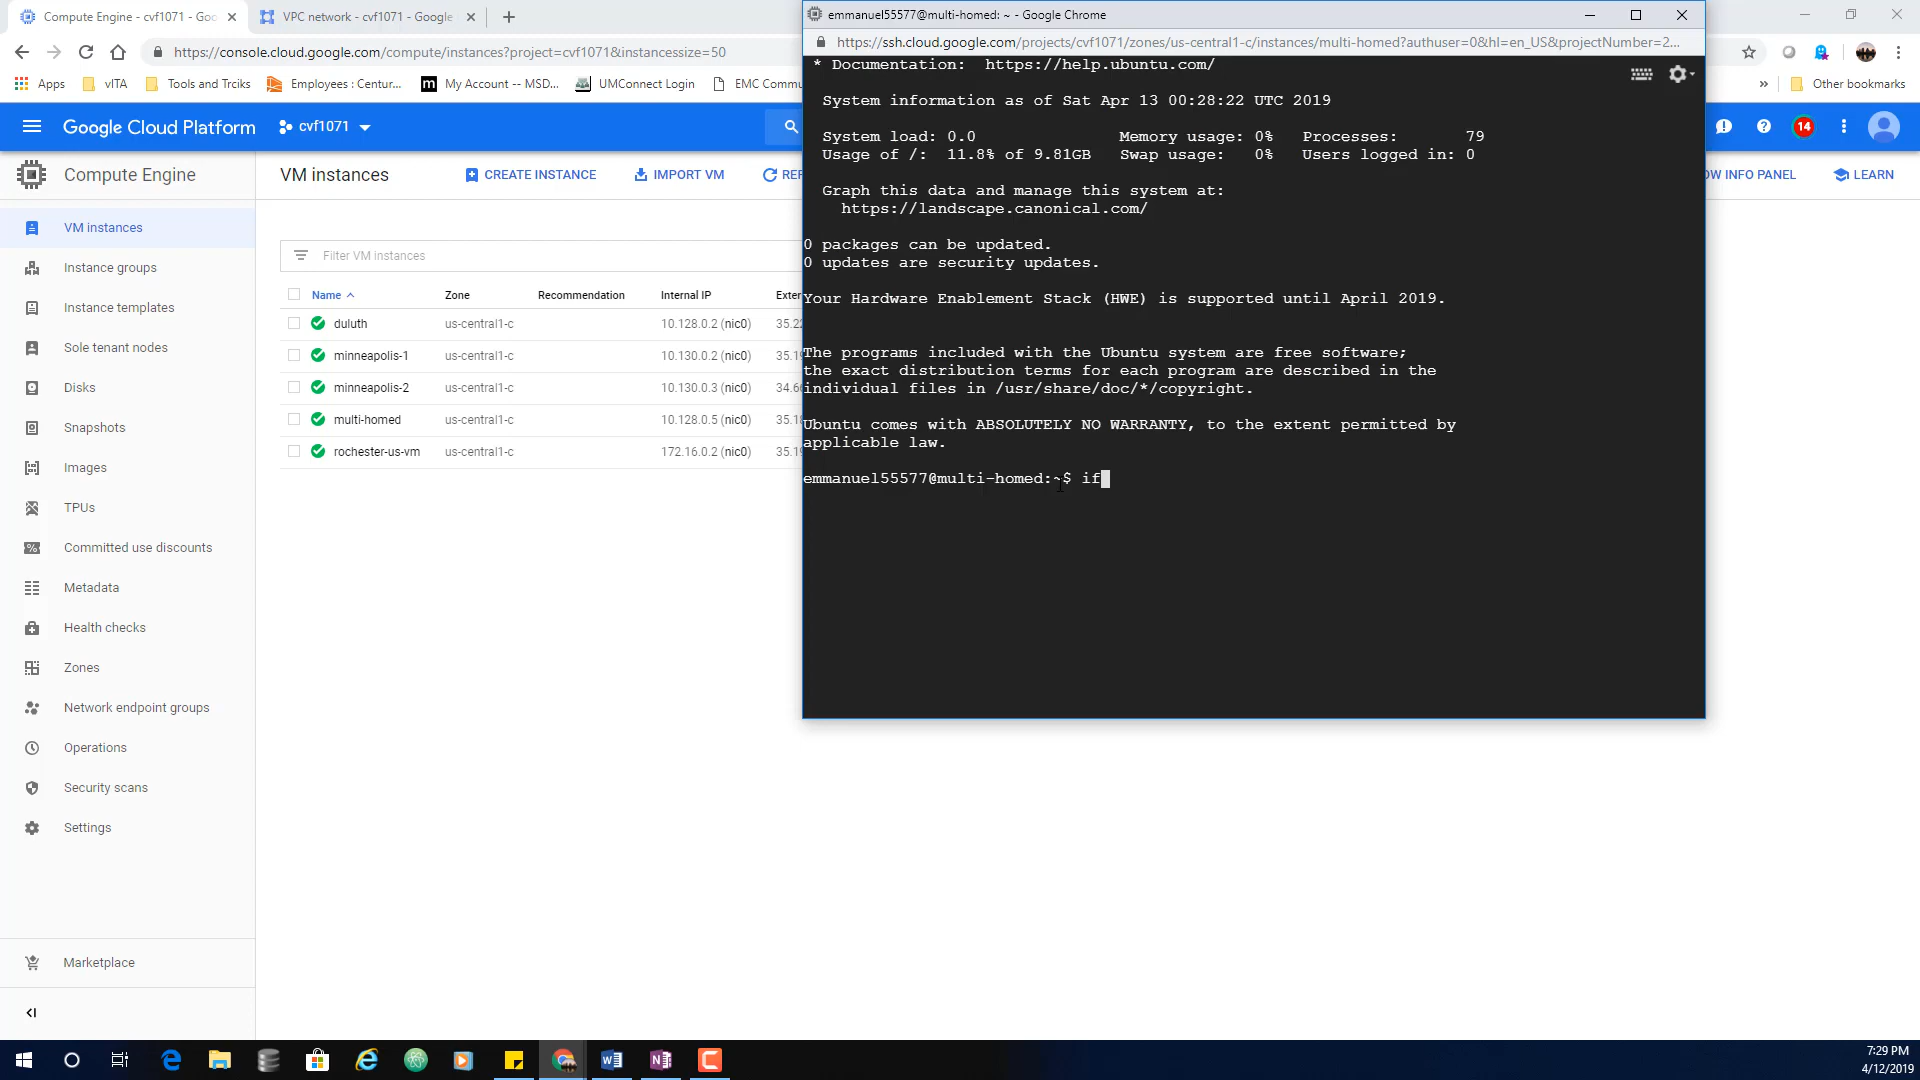 Compute Engine - cvf1071 - Goo
VPC network - cvf1071 - Google
https://console.cloud.google.com/compute/instances?project=cvf1071&instancessize=50
Apps
vITA
Tools and Trciks
Employees : Centur...
My Account -- MSD...
UMConnect Login
EMC Commu
Other bookmarks
Google Cloud Platform
cvf1071
14
Compute Engine
VM instances
CREATE INSTANCE
IMPORT VM
REF
OW INFO PANEL
LEARN
VM instances
Instance groups
Instance templates
Sole tenant nodes
Disks
Snapshots
Images
TPUs
Committed use discounts
Metadata
Health checks
Zones
Network endpoint groups
Operations
Security scans
Settings
Marketplace
Filter VM instances
Name Zone Recommendation Internal IP Exter
duluth us-central1-c 10.128.0.2 (nic0) 35.22
minneapolis-1 us-central1-c 10.130.0.2 (nic0) 35.19
minneapolis-2 us-central1-c 10.130.0.3 (nic0) 34.66
multi-homed us-central1-c 10.128.0.5 (nic0) 35.18
rochester-us-vm us-central1-c 172.16.0.2 (nic0) 35.19
emmanuel55577@multi-homed: ~ - Google Chrome
https://ssh.cloud.google.com/projects/cvf1071/zones/us-central1-c/instances/multi-homed?authuser=0&hl=en_US&projectNumber=2...
* Documentation: https://help.ubuntu.com/
System information as of Sat Apr 13 00:28:22 UTC 2019
System load: 0.0 Memory usage: 0% Processes: 79
Usage of /: 11.8% of 9.81GB Swap usage: 0% Users logged in: 0
Graph this data and manage this system at:
https://landscape.canonical.com/
0 packages can be updated.
0 updates are security updates.
Your Hardware Enablement Stack (HWE) is supported until April 2019.
The programs included with the Ubuntu system are free software;
the exact distribution terms for each program are described in the
individual files in /usr/share/doc/*/copyright.
Ubuntu comes with ABSOLUTELY NO WARRANTY, to the extent permitted by
applicable law.
emmanuel55577@multi-homed:~$ if
7:29 PM
4/12/2019